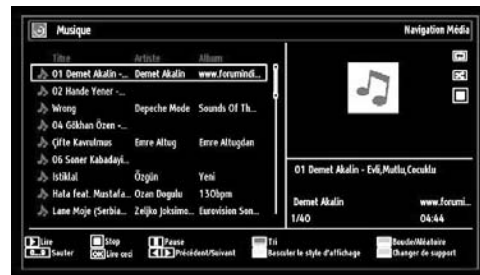 Musique Navigation Média
Titre Artiste Album
01 Demet Akalin -... Demet Akalin www.forumindi...
02 Hande Yener -...
Wrong Depeche Mode Sounds Of Th...
04 Gökhan Özen -...
Çifte Kavrulmus Emre Altug Emre Altugdan
06 Soner Kabadayi...
Istiklal Özgün Yeni
Hata feat. Mustafa... Ozan Dogulu 130bpm
Lane Moje (Serbia... Zeljko Joksimo... Eurovision Son...
01 Demet Akalin - Evli,Mutlu,Cocuklu
Demet Akalin www.forumi...
1/40 04:44
Lire Stop Pause Tri Boucle/Aléatoire
0...9 Sauter OK Lire ceci Précédent/Suivant Basculer le style d'affichage Changer de support